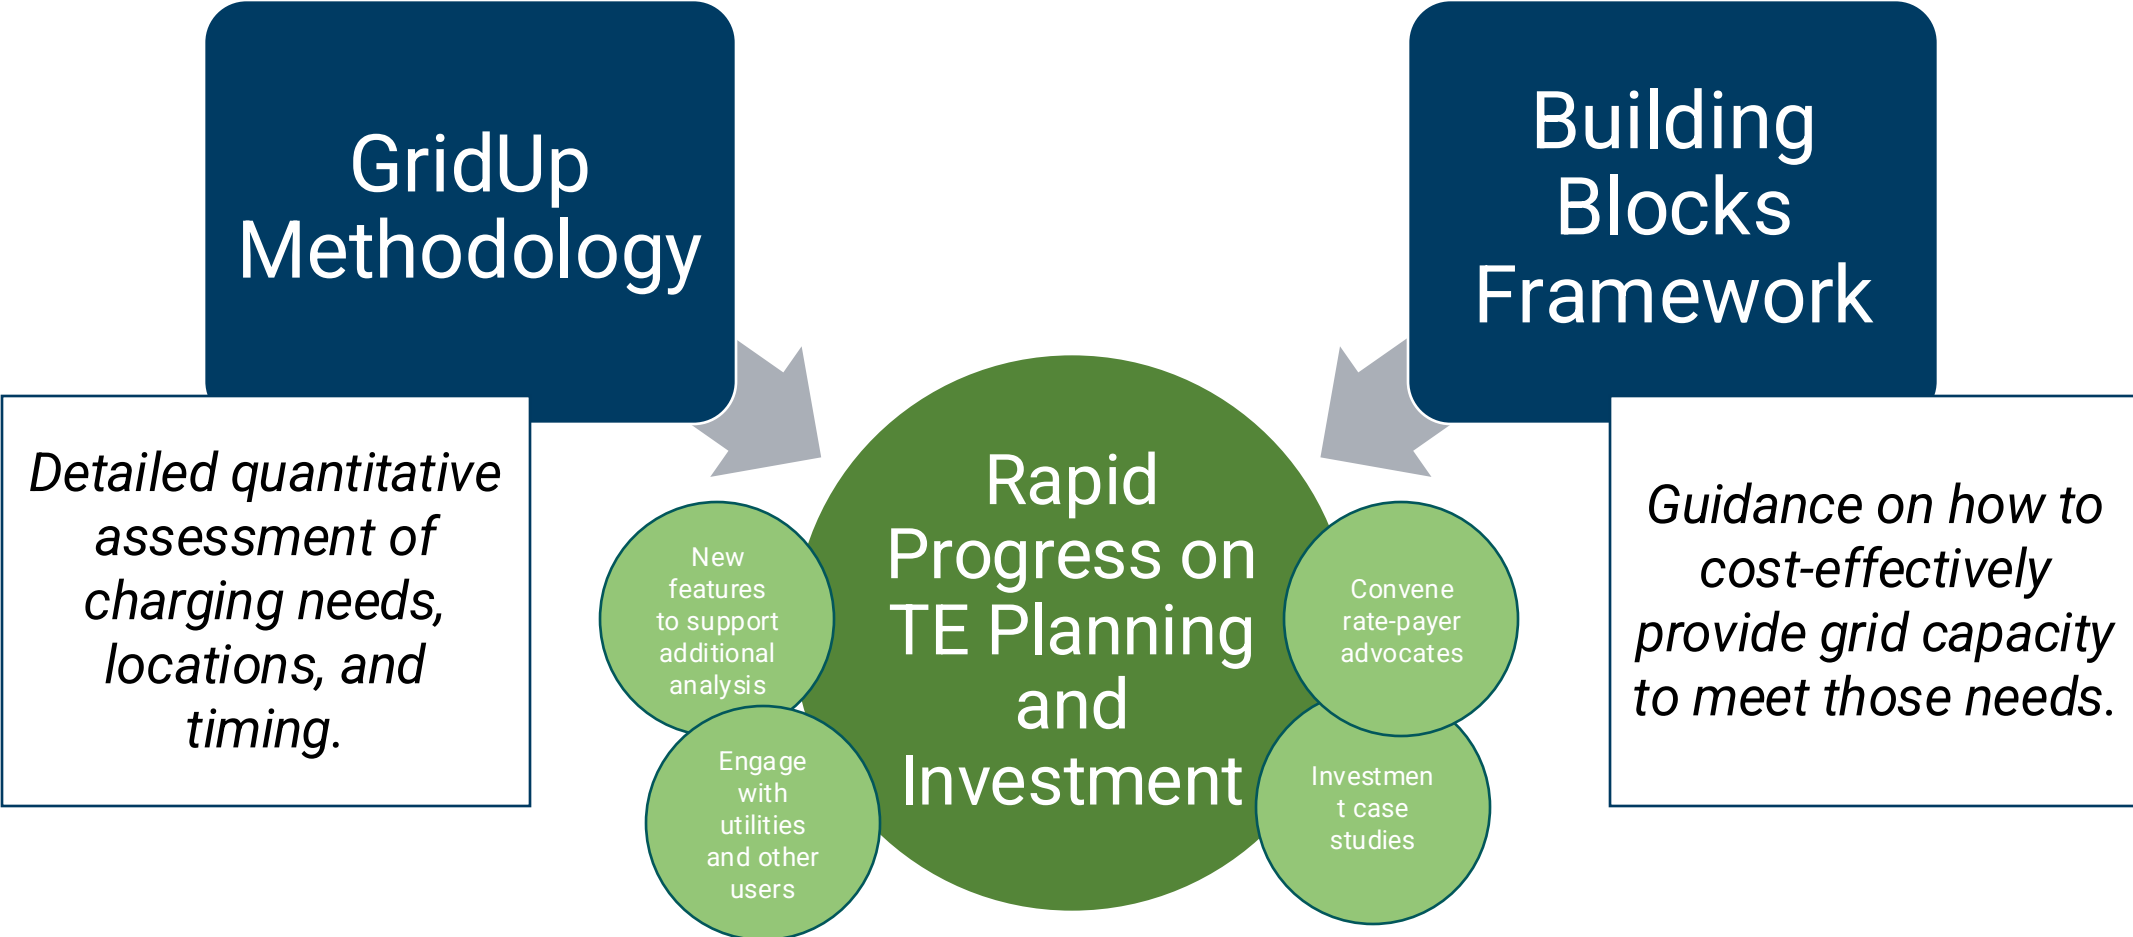 GridUp
Methodology
Building
Blocks
Framework
Detailed quantitative
assessment of
charging needs,
locations, and
timing.
Rapid
Progress on
TE Planning
and
Investment
Guidance on how to
cost-effectively
provide grid capacity
to meet those needs.
New
features
to support
additional
analysis
Engage
with
utilities
and other
users
Convene
rate-payer
advocates
Investmen
t case
studies